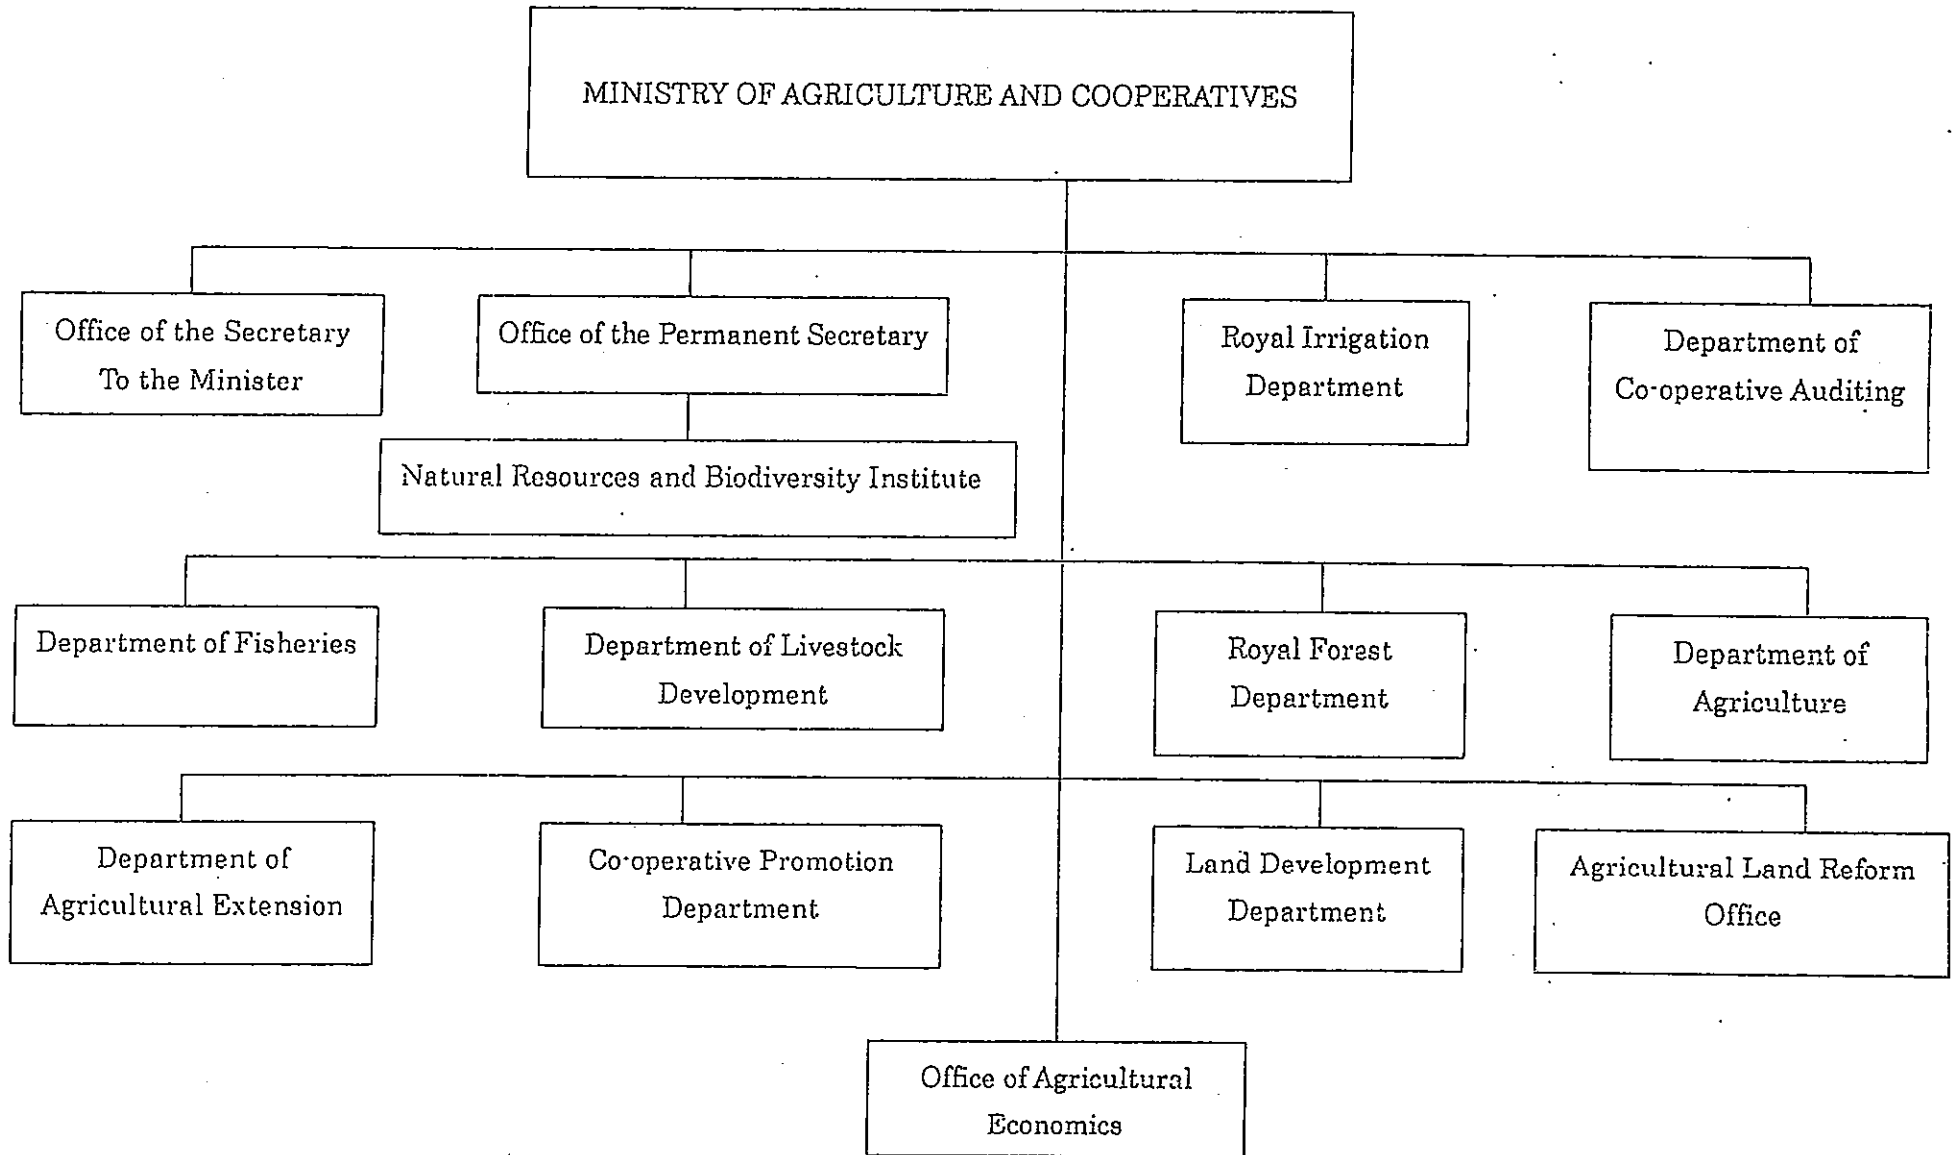 MINISTRY OF AGRICULTURE AND COOPERATIVES
Office of the Secretary
To the Minister
Office of the Permanent Secretary
Royal Irrigation
Department
Department of
Co-operative Auditing
Natural Resources and Biodiversity Institute
Department of Fisheries
Department of Livestock
Development
Royal Forest
Department
Department of
Agriculture
Department of
Agricultural Extension
Co-operative Promotion
Department
Land Development
Department
Agricultural Land Reform
Office
Office of Agricultural
Economics